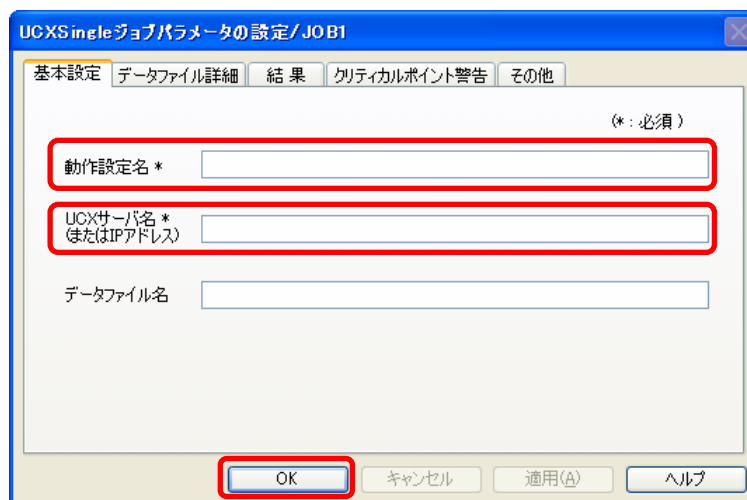 UCXSingleジョブパラメータの設定/JOB1
基本設定 データファイル詳細 結果 クリティカルポイント警告 その他
(*:必須)
動作設定名 *
UCXサーバ名 *
(またはIPアドレス)
データファイル名
OK キャンセル 適用(A) ヘルプ